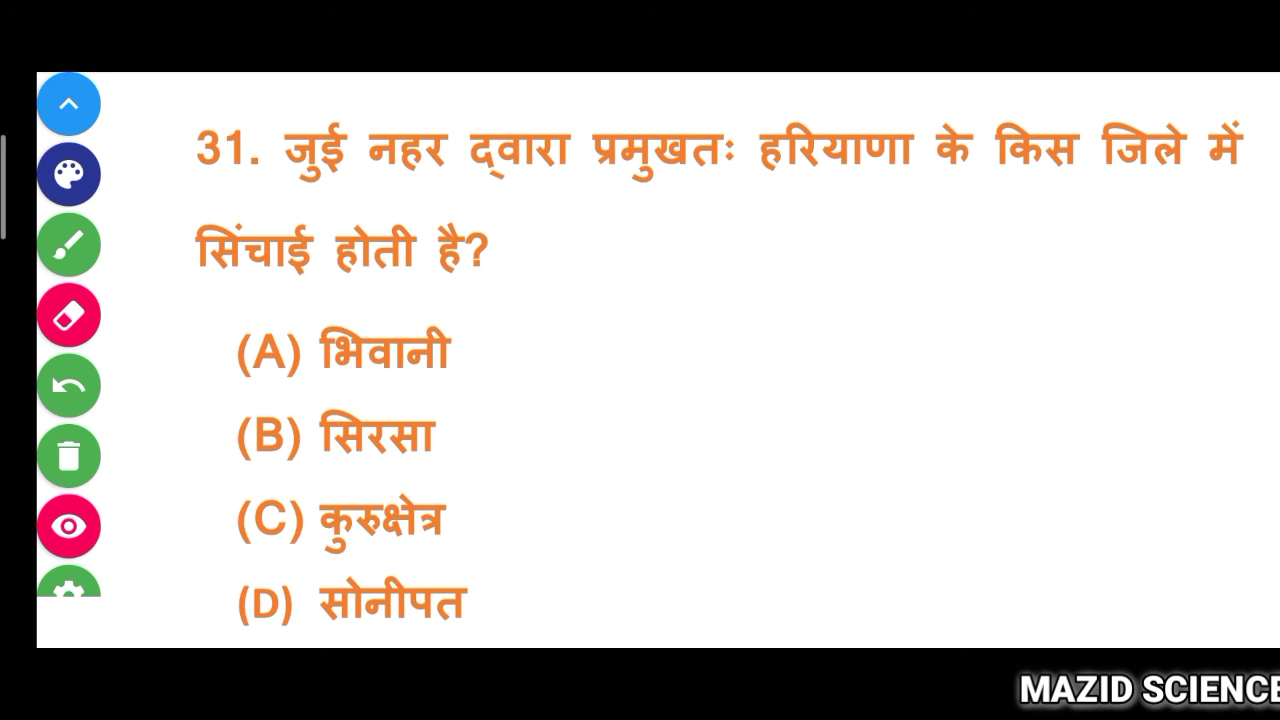 31. जुई नहर द्वारा प्रमुखतः हरियाणा के किस जिले में
सिंचाई होती है?
(A) भिवानी
(B) सिरसा
(C) कुरुक्षेत्र
(D) सोनीपत
MAZID SCIENCE